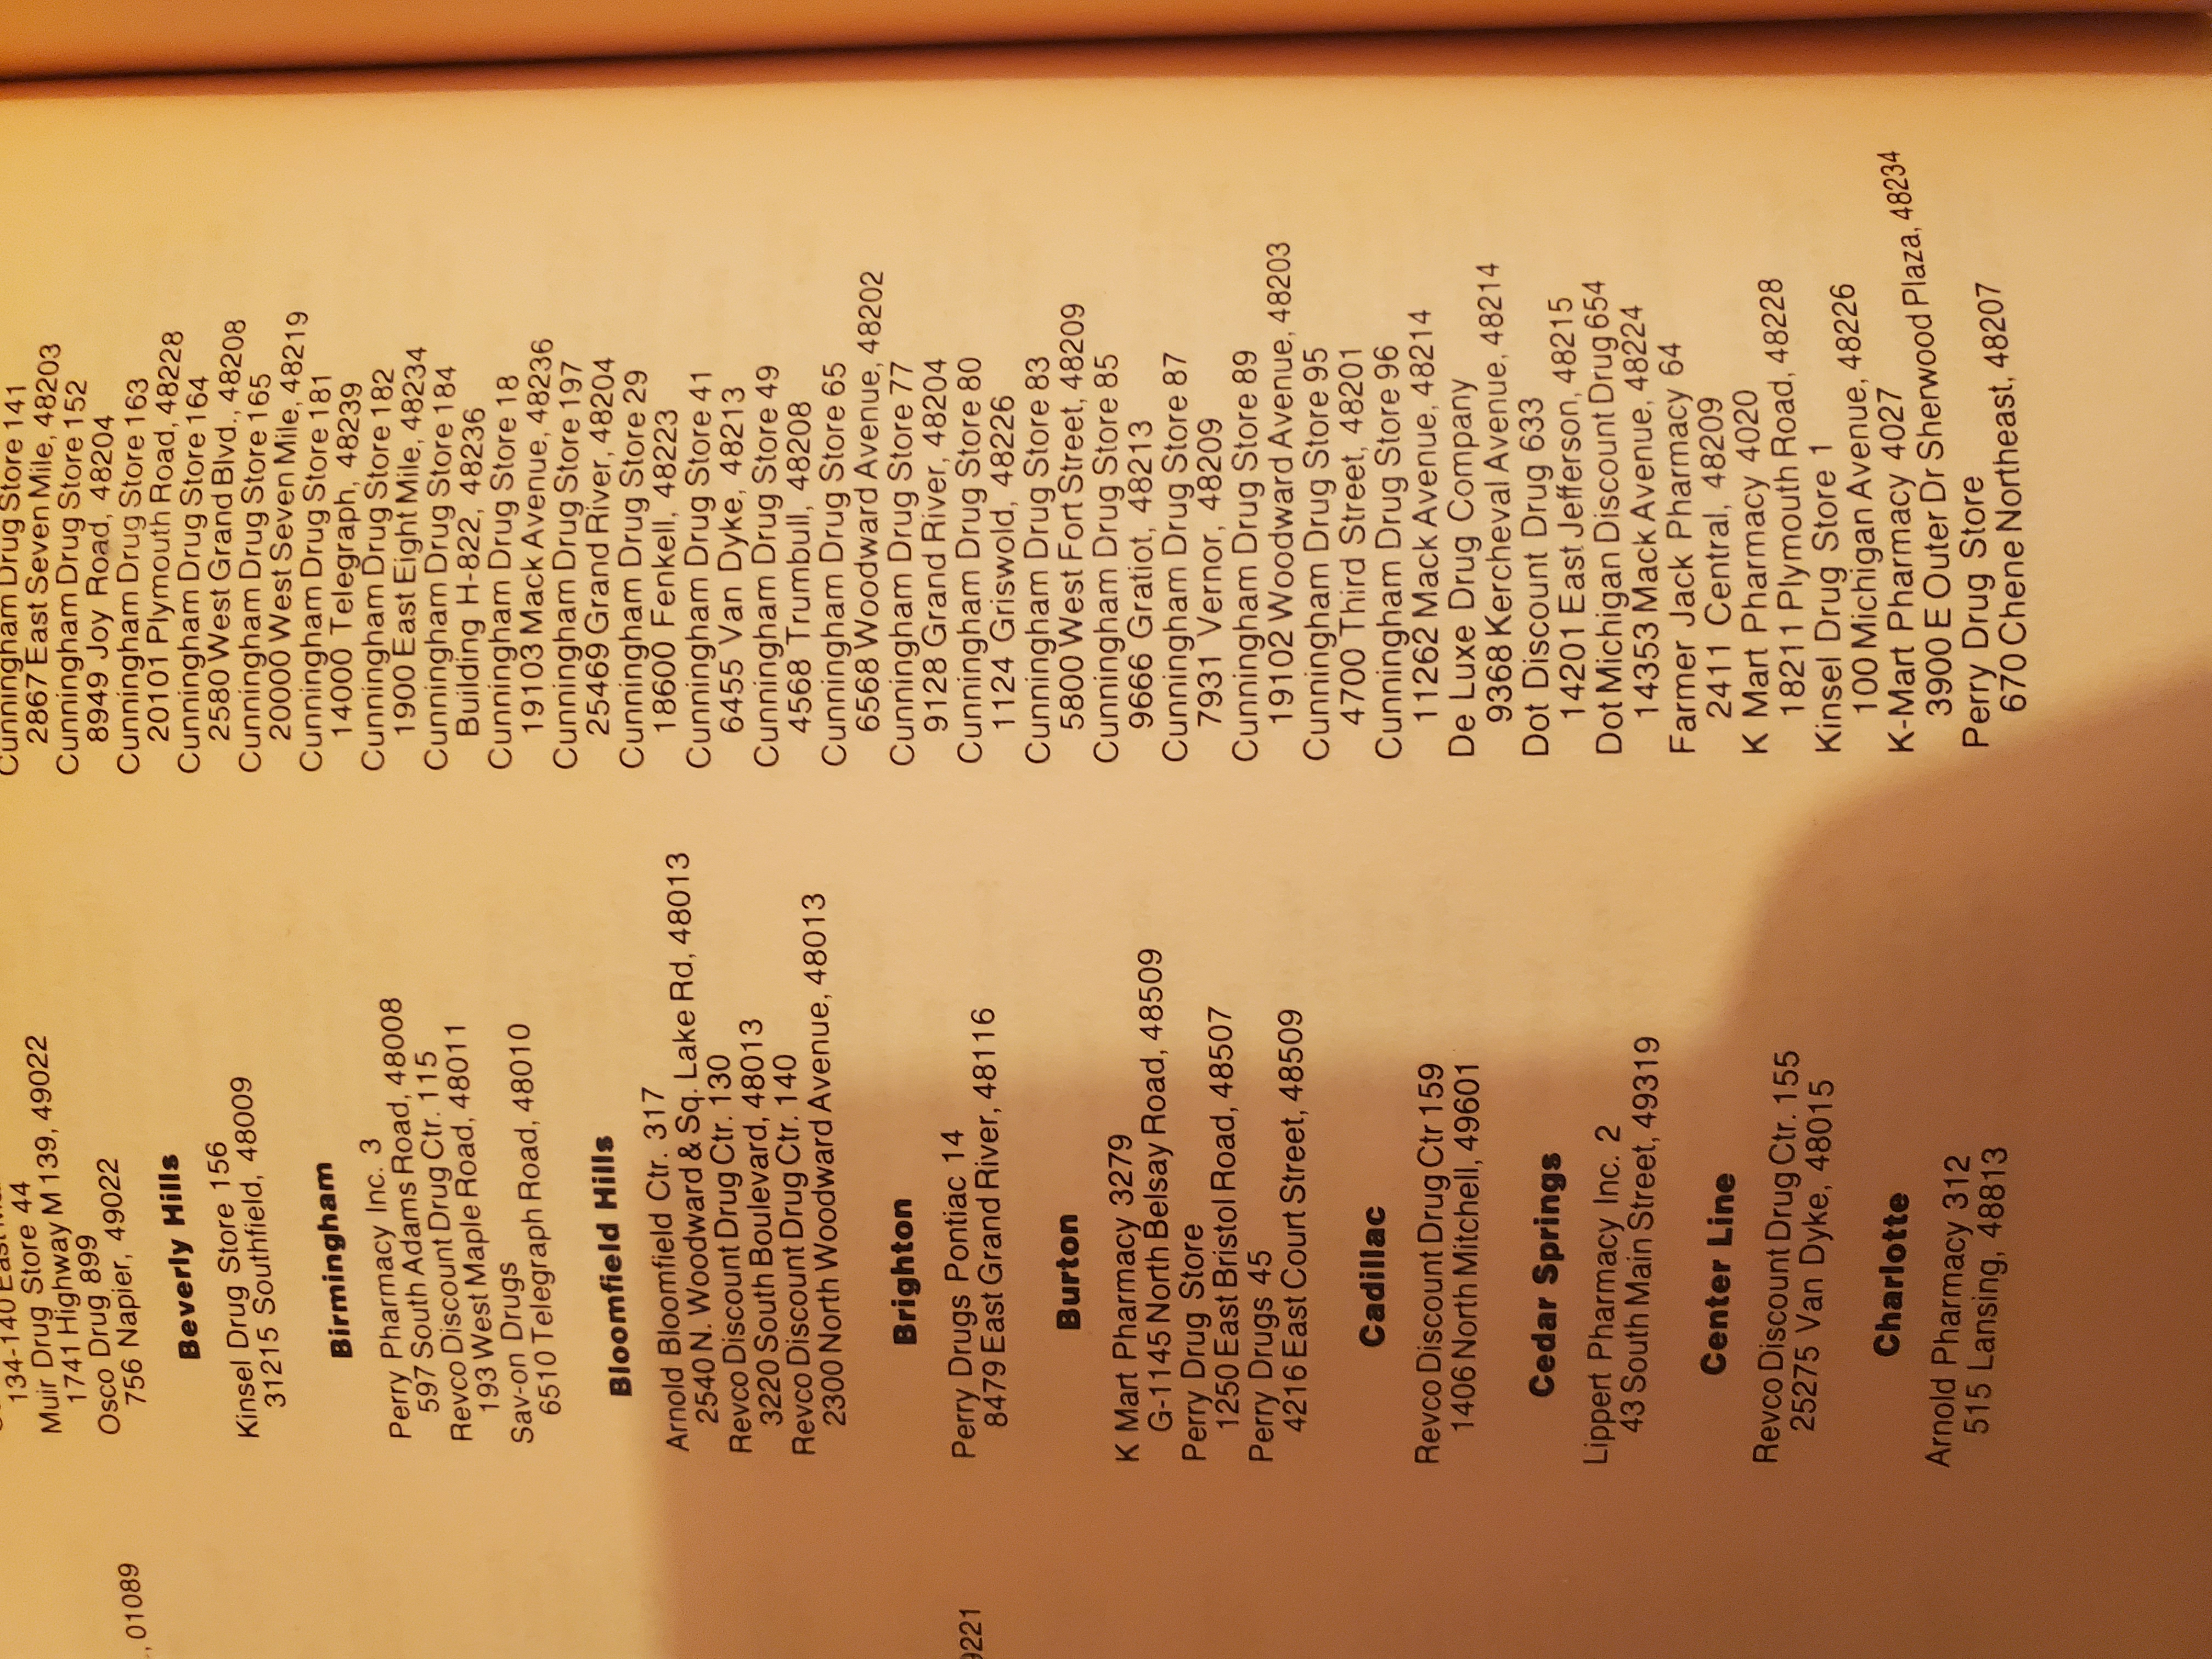 , 01089
9221
134-140 East
Muir Drug Store 44
1741 Highway M 139, 49022
Osco Drug 899
756 Napier, 49022
Beverly Hills
Kinsel Drug Store 156
31215 Southfield, 48009
Birmingham
Perry Pharmacy Inc. 3
597 South Adams Road, 48008
Revco Discount Drug Ctr. 115
193 West Maple Road, 48011
Sav-on Drugs
6510 Telegraph Road, 48010
Bloomfield Hills
Arnold Bloomfield Ctr. 317
2540 N. Woodward & Sq. Lake Rd, 48013
Revco Discount Drug Ctr. 130
3220 South Boulevard, 48013
Revco Discount Drug Ctr. 140
2300 North Woodward Avenue, 48013
Brighton
Perry Drugs Pontiac 14
8479 East Grand River, 48116
Burton
K Mart Pharmacy 3279
G-1145 North Belsay Road, 48509
Perry Drug Store
1250 East Bristol Road, 48507
Perry Drugs 45
4216 East Court Street, 48509
Cadillac
Revco Discount Drug Ctr 159
1406 North Mitchell, 49601
Cedar Springs
Lippert Pharmacy Inc. 2
43 South Main Street, 49319
Center Line
Revco Discount Drug Ctr. 155
25275 Van Dyke, 48015
Charlotte
Arnold Pharmacy 312
515 Lansing, 48813
Cunningham Drug Store 141
2867 East Seven Mile, 48203
Cunningham Drug Store 152
8949 Joy Road, 48204
Cunningham Drug Store 163
20101 Plymouth Road, 48228
Cunningham Drug Store 164
2580 West Grand Blvd., 48208
Cunningham Drug Store 165
20000 West Seven Mile, 48219
Cunningham Drug Store 181
14000 Telegraph, 48239
Cunningham Drug Store 182
1900 East Eight Mile, 48234
Cunningham Drug Store 184
Building H-822, 48236
Cunningham Drug Store 18
19103 Mack Avenue, 48236
Cunningham Drug Store 197
25469 Grand River, 48204
Cunningham Drug Store 29
18600 Fenkell, 48223
Cunningham Drug Store 41
6455 Van Dyke, 48213
Cunningham Drug Store 49
4568 Trumbull, 48208
Cunningham Drug Store 65
6568 Woodward Avenue, 48202
Cunningham Drug Store 77
9128 Grand River, 48204
Cunningham Drug Store 80
1124 Griswold, 48226
Cunningham Drug Store 83
5800 West Fort Street, 48209
Cunningham Drug Store 85
9666 Gratiot, 48213
Cunningham Drug Store 87
7931 Vernor, 48209
Cunningham Drug Store 89
19102 Woodward Avenue, 48203
Cunningham Drug Store 95
4700 Third Street, 48201
Cunningham Drug Store 96
11262 Mack Avenue, 48214
De Luxe Drug Company
9368 Kercheval Avenue, 48214
Dot Discount Drug 633
14201 East Jefferson, 48215
Dot Michigan Discount Drug 654
14353 Mack Avenue, 48224
Farmer Jack Pharmacy 64
2411 Central, 48209
K Mart Pharmacy 4020
18211 Plymouth Road, 48228
Kinsel Drug Store 1
100 Michigan Avenue, 48226
K-Mart Pharmacy 4027
3900 E Outer Dr Sherwood Plaza, 48234
Perry Drug Store
670 Chene Northeast, 48207